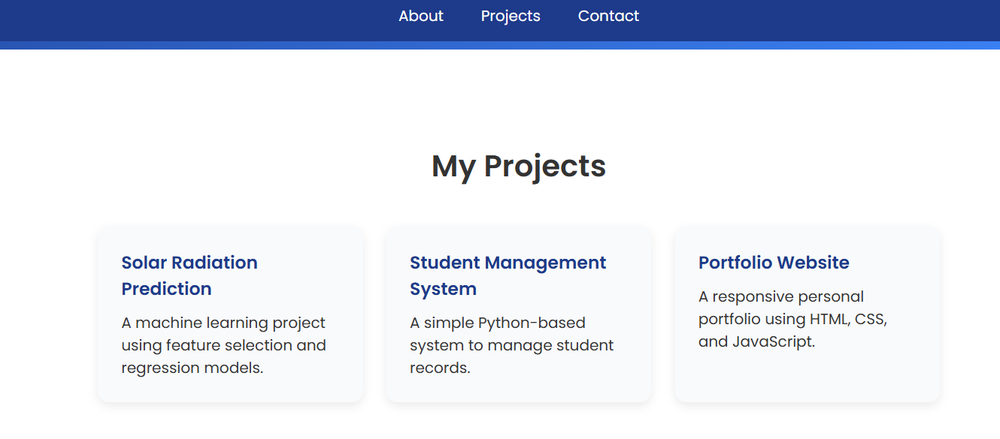 About Projects Contact
My Projects
Solar Radiation
Prediction
A machine learning project
using feature selection and
regression models.
Student Management
System
A simple Python-based
system to manage student
records.
Portfolio Website
A responsive personal
portfolio using HTML, CSS,
and JavaScript.